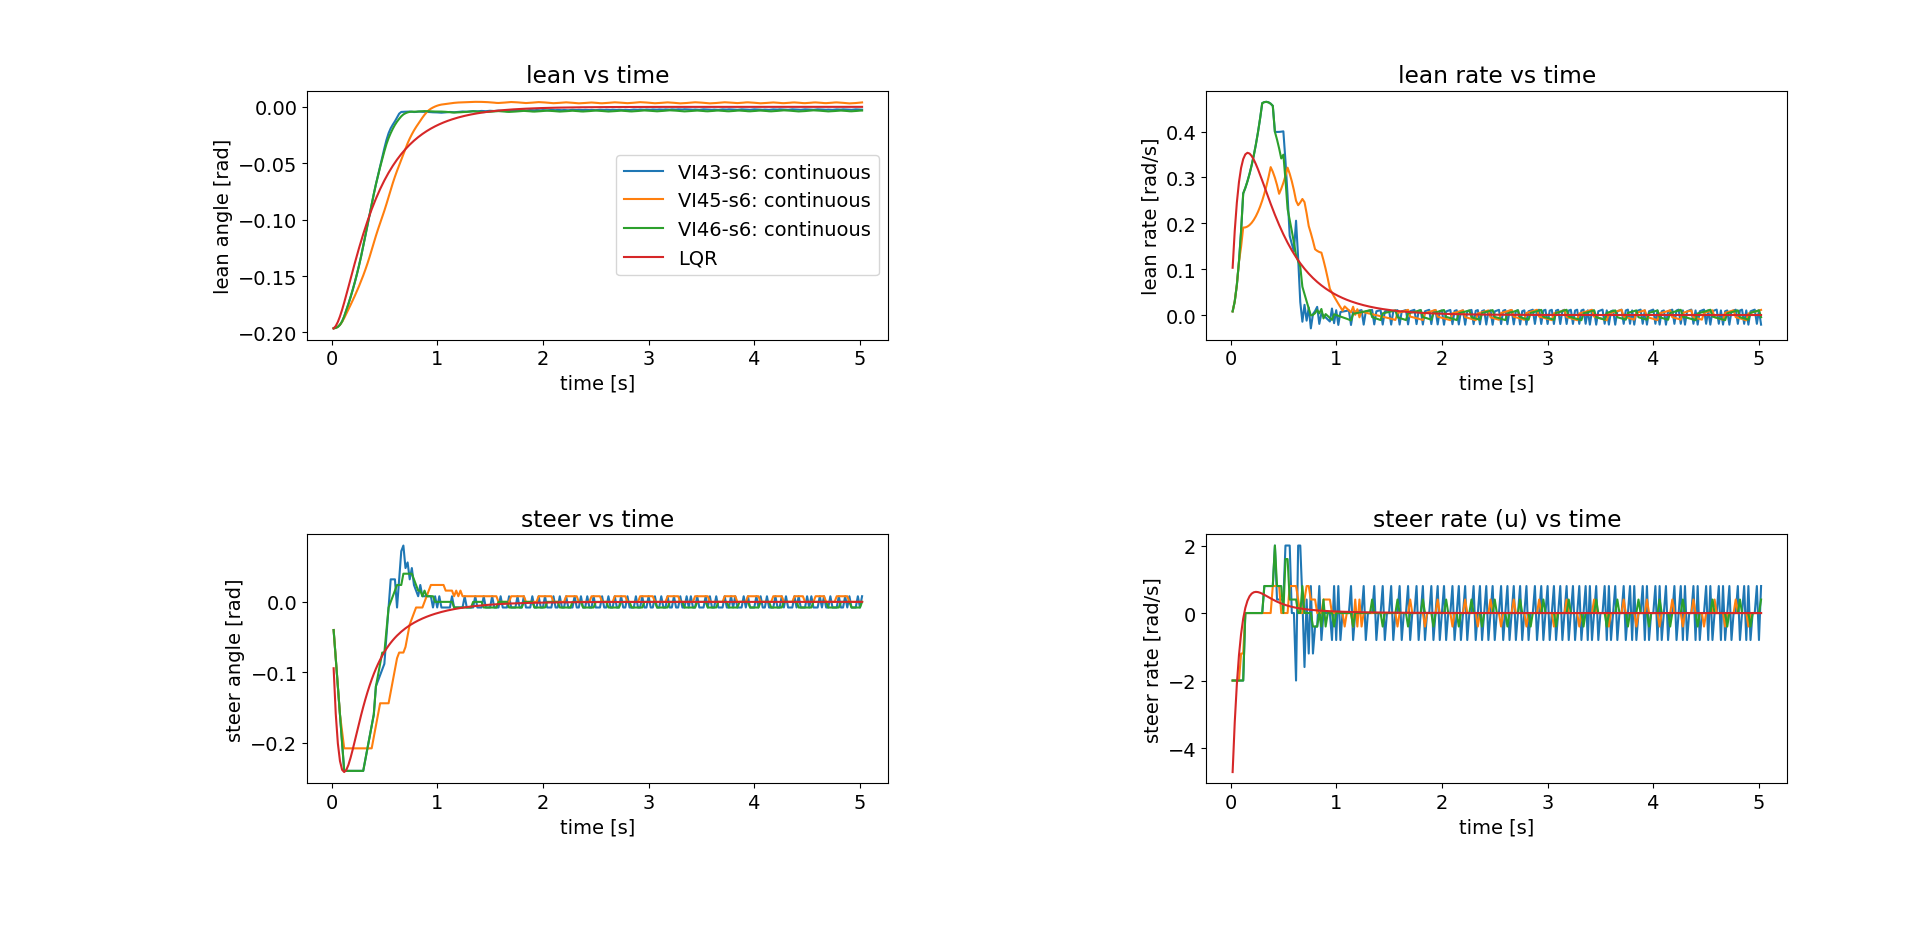 lean vs time
lean angle [rad]
0.00
−0.05
−0.10
−0.15
−0.20
0 1 2 3 4 5
time [s]
VI43-s6: continuous
VI45-s6: continuous
VI46-s6: continuous
LQR
lean rate vs time
lean rate [rad/s]
0.4
0.3
0.2
0.1
0.0
0 1 2 3 4 5
time [s]
steer vs time
steer angle [rad]
0.0
−0.1
−0.2
0 1 2 3 4 5
time [s]
steer rate (u) vs time
steer rate [rad/s]
2
0
−2
−4
0 1 2 3 4 5
time [s]